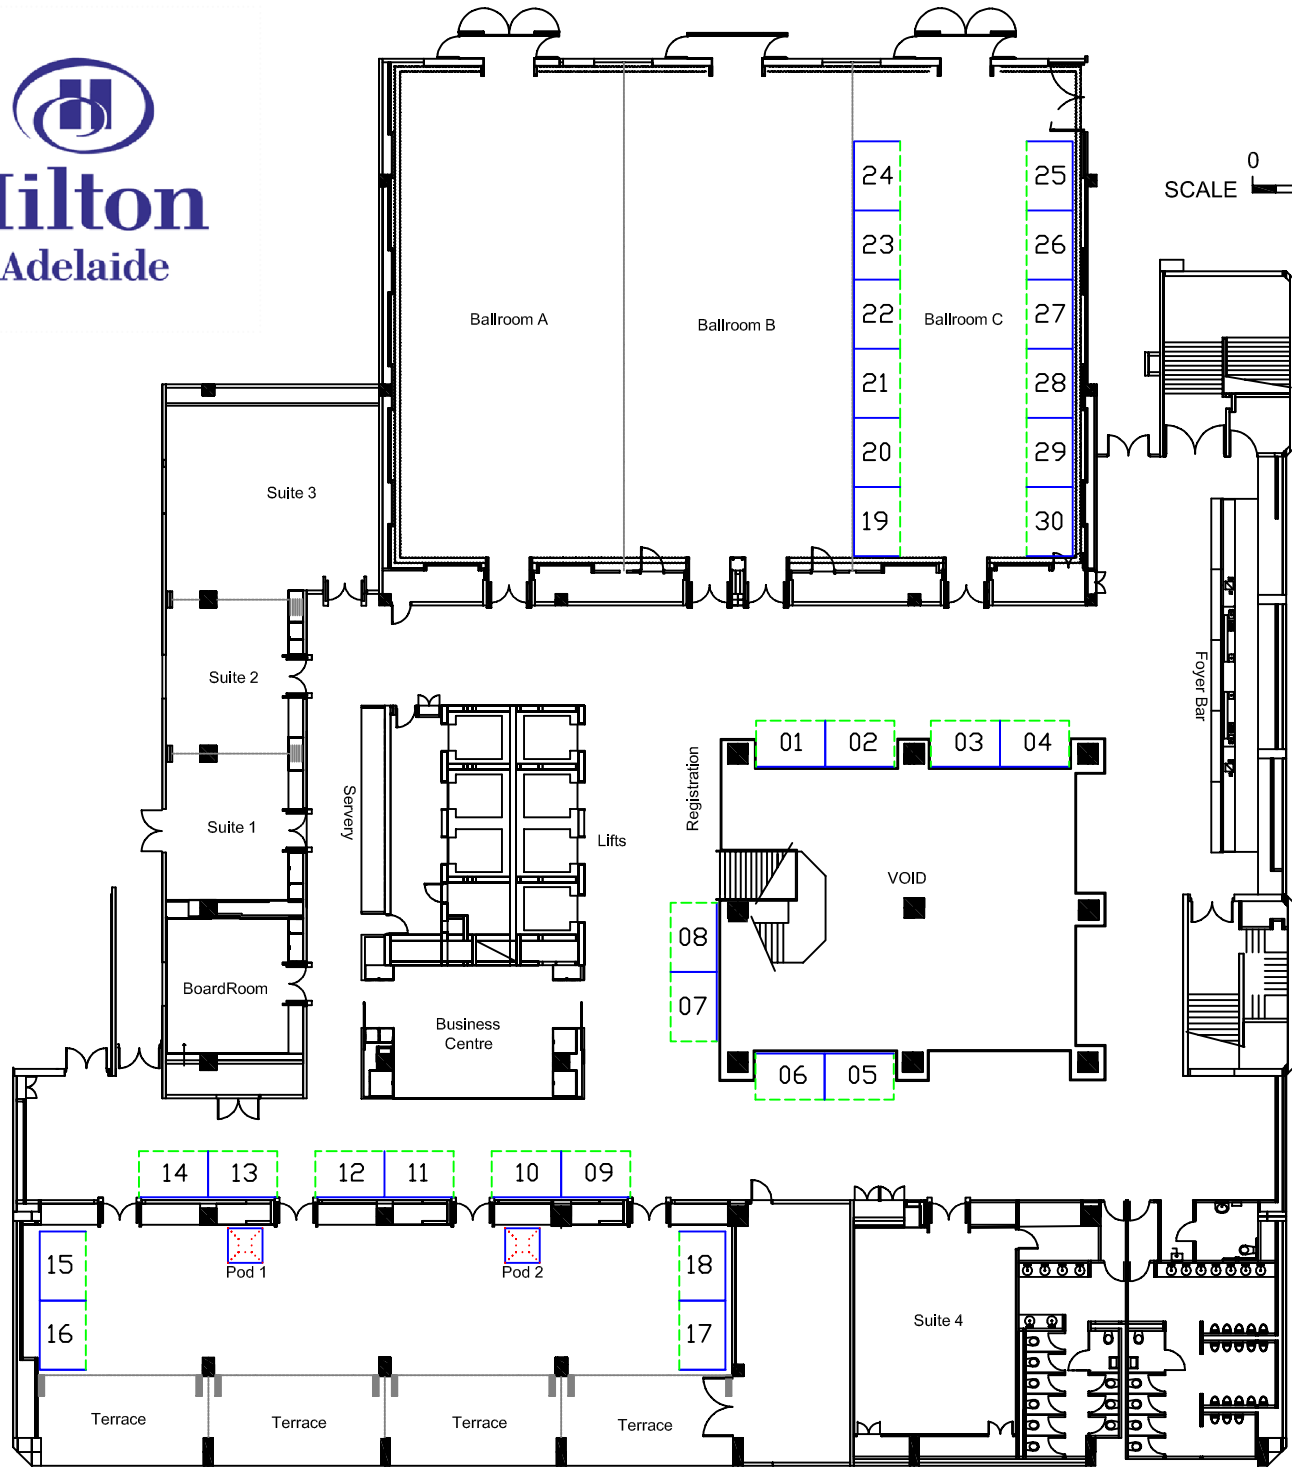 Hilton
Adelaide
0
SCALE
24
25
23
26
22
27
Ballroom A
Ballroom B
Ballroom C
21
28
20
29
19
30
Suite 3
Suite 2
Suite 1
BoardRoom
Servery
Lifts
Registration
Foyer Bar
01
02
03
04
VOID
08
07
06
05
Business
Centre
14
13
12
11
10
09
15
16
Pod 1
Pod 2
18
17
Suite 4
Terrace
Terrace
Terrace
Terrace